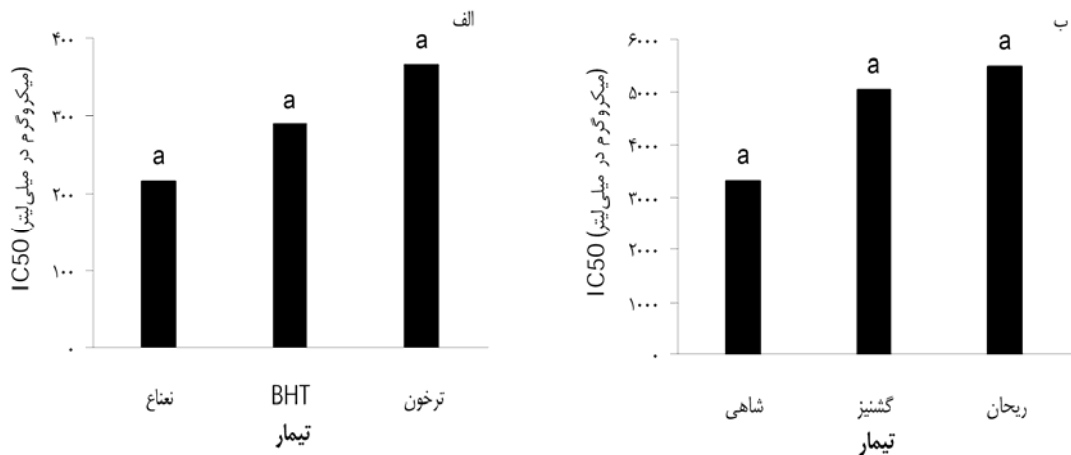 الف
IC50 (میکروگرم در میلی‌لیتر)
۴۰۰
۳۰۰
۲۰۰
۱۰۰
۰
a
a
a
نعناع
BHT
ترخون
تیمار
ب
IC50 (میکروگرم در میلی‌لیتر)
۶۰۰۰
۵۰۰۰
۴۰۰۰
۳۰۰۰
۲۰۰۰
۱۰۰۰
۰
a
a
a
شاهی
گشنیز
ریحان
تیمار